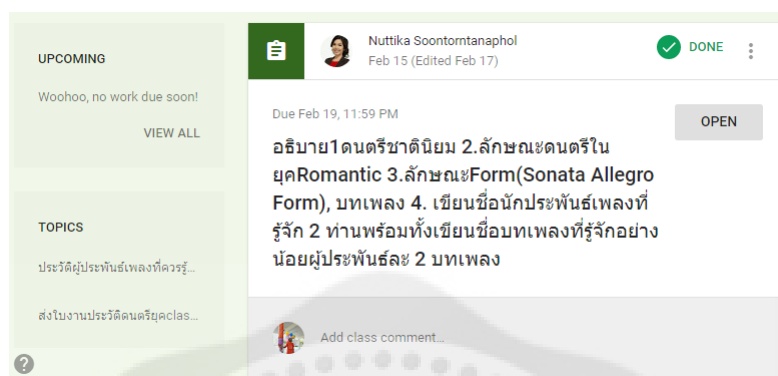 UPCOMING
Woohoo, no work due soon!
VIEW ALL
TOPICS
ประวัติผู้ประพันธ์เพลงที่ควรรู้...
ส่งใบงานประวัติดนตรียุคclas...
Nuttika Soontorntanaphol
Feb 15 (Edited Feb 17)
DONE
Due Feb 19, 11:59 PM
OPEN
อธิบาย1ดนตรีชาตินิยม 2.ลักษณะดนตรีใน
ยุคRomantic 3.ลักษณะForm(Sonata Allegro
Form), บทเพลง 4. เขียนชื่อนักประพันธ์เพลงที่
รู้จัก 2 ท่านพร้อมทั้งเขียนชื่อบทเพลงที่รู้จักอย่าง
น้อยผู้ประพันธ์ละ 2 บทเพลง
Add class comment...